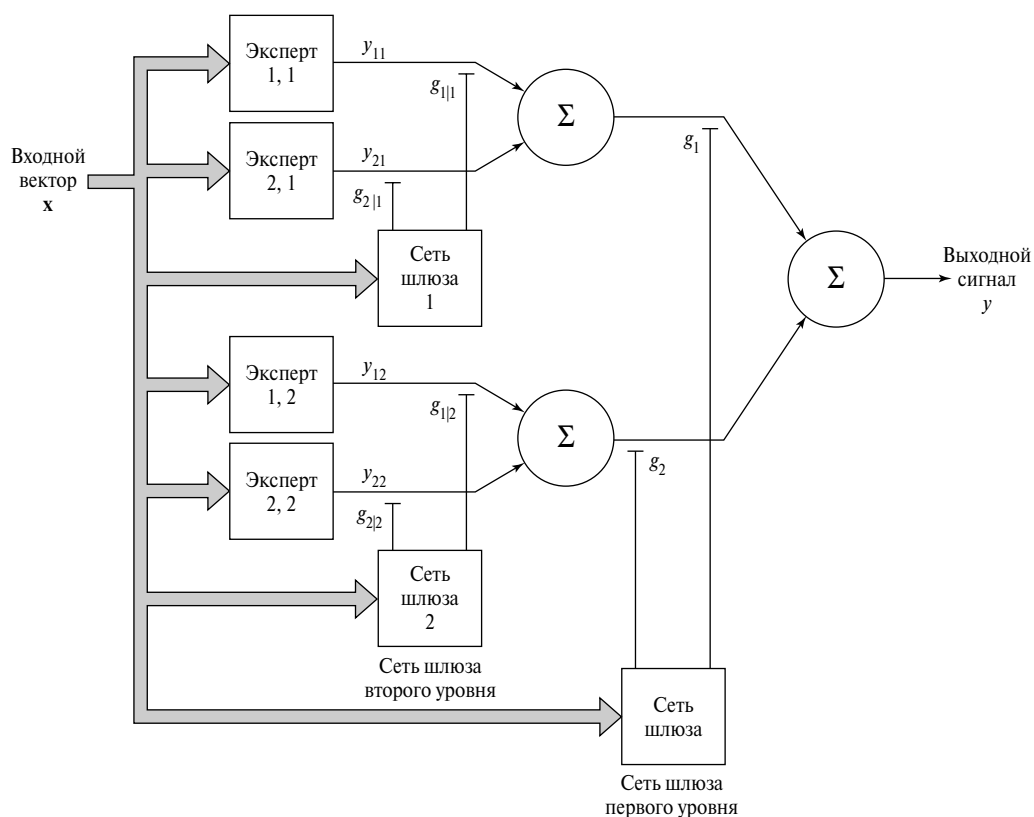 Эксперт
1, 1
y11
g1|1
Σ
Эксперт
2, 1
y21
g2|1
g1
Входной
вектор
x
Сеть
шлюза
1
Σ
Выходной
сигнал
y
Эксперт
1, 2
y12
g1|2
Σ
Эксперт
2, 2
y22
g2|2
g2
Сеть
шлюза
2
Сеть шлюза
второго уровня
Сеть
шлюза
Сеть шлюза
первого уровня